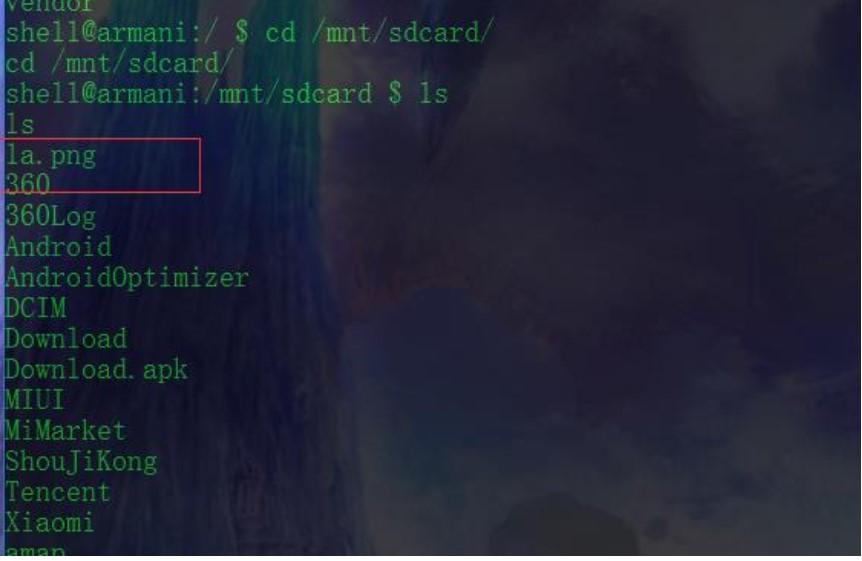 vendor
shell@armani:/ $ cd /mnt/sdcard/
cd /mnt/sdcard/
shell@armani:/mnt/sdcard $ ls
ls
1a.png
360
360Log
Android
AndroidOptimizer
DCIM
Download
Download.apk
MIUI
MiMarket
ShouJiKong
Tencent
Xiaomi
amap